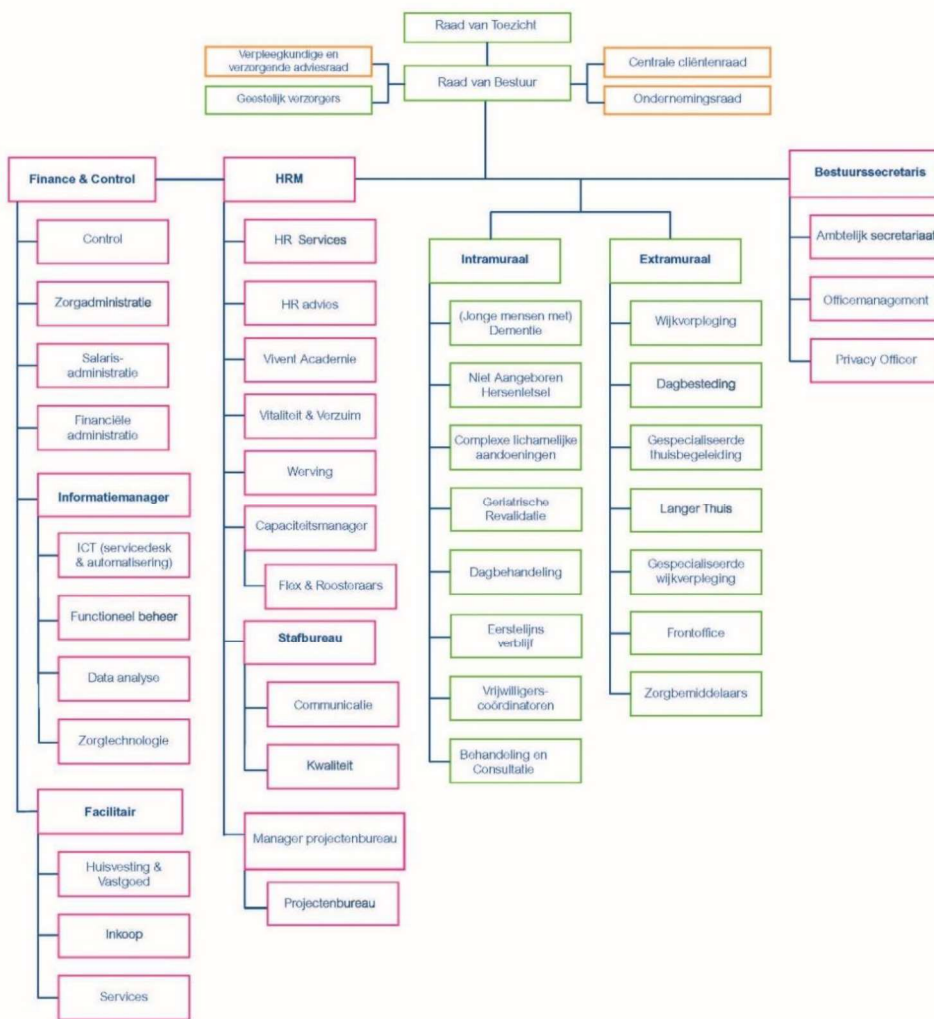 Raad van Toezicht
Verpleegkundige en
verzorgende adviesraad
Geestelijk verzorgers
Raad van Bestuur
Centrale cliëntenraad
Ondernemingsraad
Finance & Control
Control
Zorgadministratie
Salaris-
administratie
Financiële
administratie
Informatiemanager
ICT (servicedesk
& automatisering)
Functioneel beheer
Data analyse
Zorgtechnologie
Facilitair
Huisvesting &
Vastgoed
Inkoop
Services
HRM
HR Services
HR advies
Vivent Academie
Vitaliteit & Verzuim
Werving
Capaciteitsmanager
Flex & Roosteraars
Stafbureau
Communicatie
Kwaliteit
Manager projectenbureau
Projectenbureau
Intramuraal
(Jonge mensen met)
Dementie
Niet Aangeboren
Hersenletsel
Complexe lichamelijke
aandoeningen
Geriatrische
Revalidatie
Dagbehandeling
Eerstelijns
verblijf
Vrijwilligers-
coördinatoren
Behandeling en
Consultatie
Extramuraal
Wijkverpleging
Dagbesteding
Gespecialiseerde
thuisbegeleiding
Langer Thuis
Gespecialiseerde
wijkverpleging
Frontoffice
Zorgbemiddelaars
Bestuurssecretaris
Ambtelijk secretariaat
Officemanagement
Privacy Officer